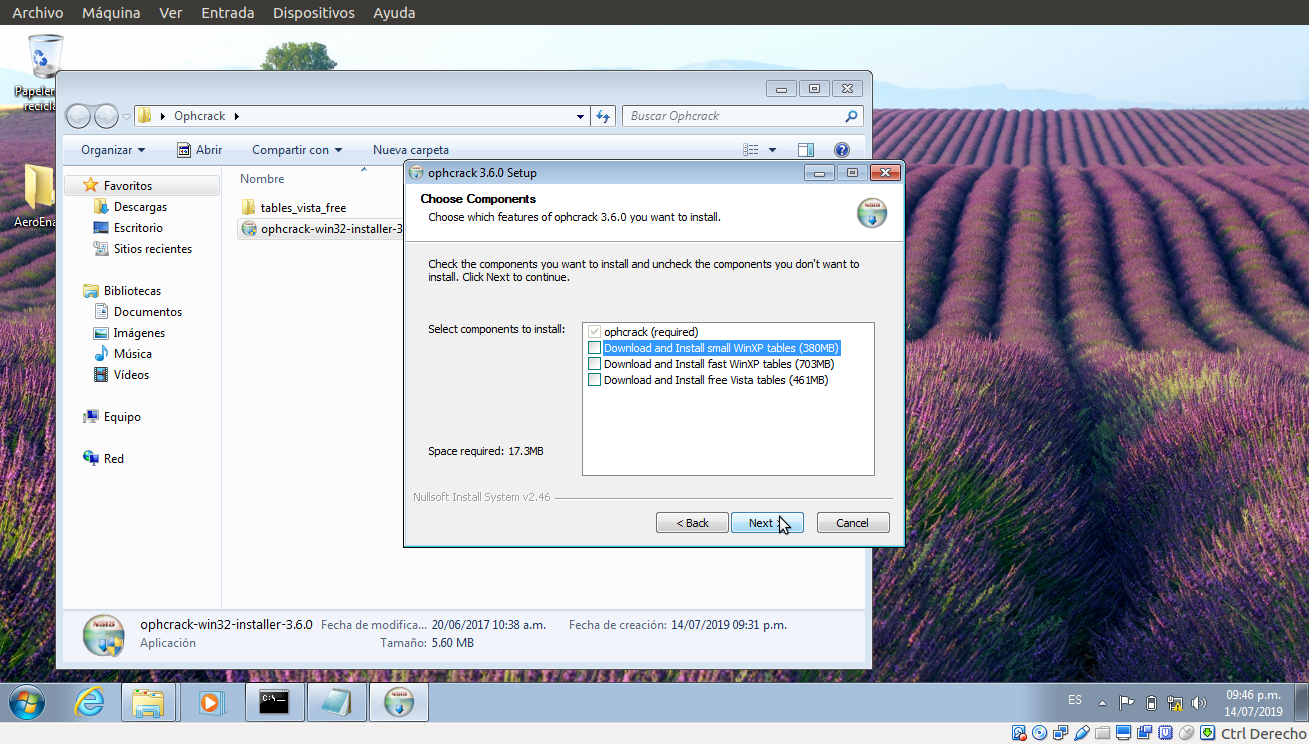 Archivo Máquina Ver Entrada Dispositivos Ayuda
Ophcrack
Buscar Ophcrack
Organizar Abrir Compartir con Nueva carpeta
Favoritos
Descargas
Escritorio
Sitios recientes
Bibliotecas
Documentos
Imágenes
Música
Vídeos
Equipo
Red
Nombre
tables_vista_free
ophcrack-win32-installer-3
ophcrack 3.6.0 Setup
Choose Components
Choose which features of ophcrack 3.6.0 you want to install.
Check the components you want to install and uncheck the components you don't want to
install. Click Next to continue.
Select components to install:
ophcrack (required)
Download and Install small WinXP tables (380MB)
Download and Install fast WinXP tables (703MB)
Download and Install free Vista tables (461MB)
Space required: 17.3MB
Nullsoft Install System v2.46
< Back Next > Cancel
ophcrack-win32-installer-3.6.0 Fecha de modifica... 20/06/2017 10:38 a.m. Fecha de creación: 14/07/2019 09:31 p.m.
Aplicación Tamaño: 5.60 MB
ES
09:46 p.m.
14/07/2019
Ctrl Derecho